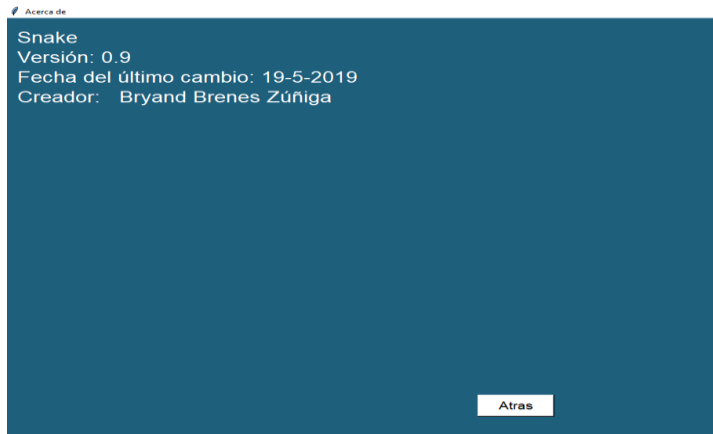 Acerca de
Snake
Versión: 0.9
Fecha del último cambio: 19-5-2019
Creador: Bryand Brenes Zúñiga
Atras